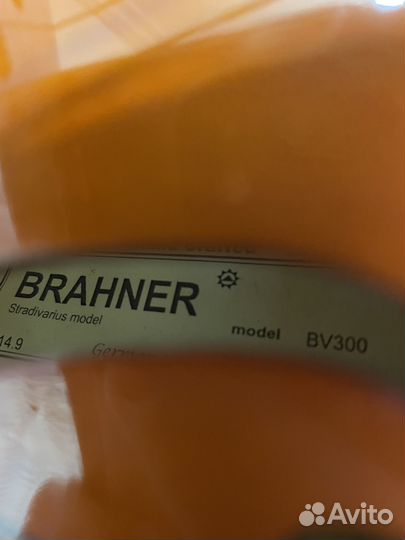 BRAHNER
Stradivarius model
model BV300
14.9
Avito